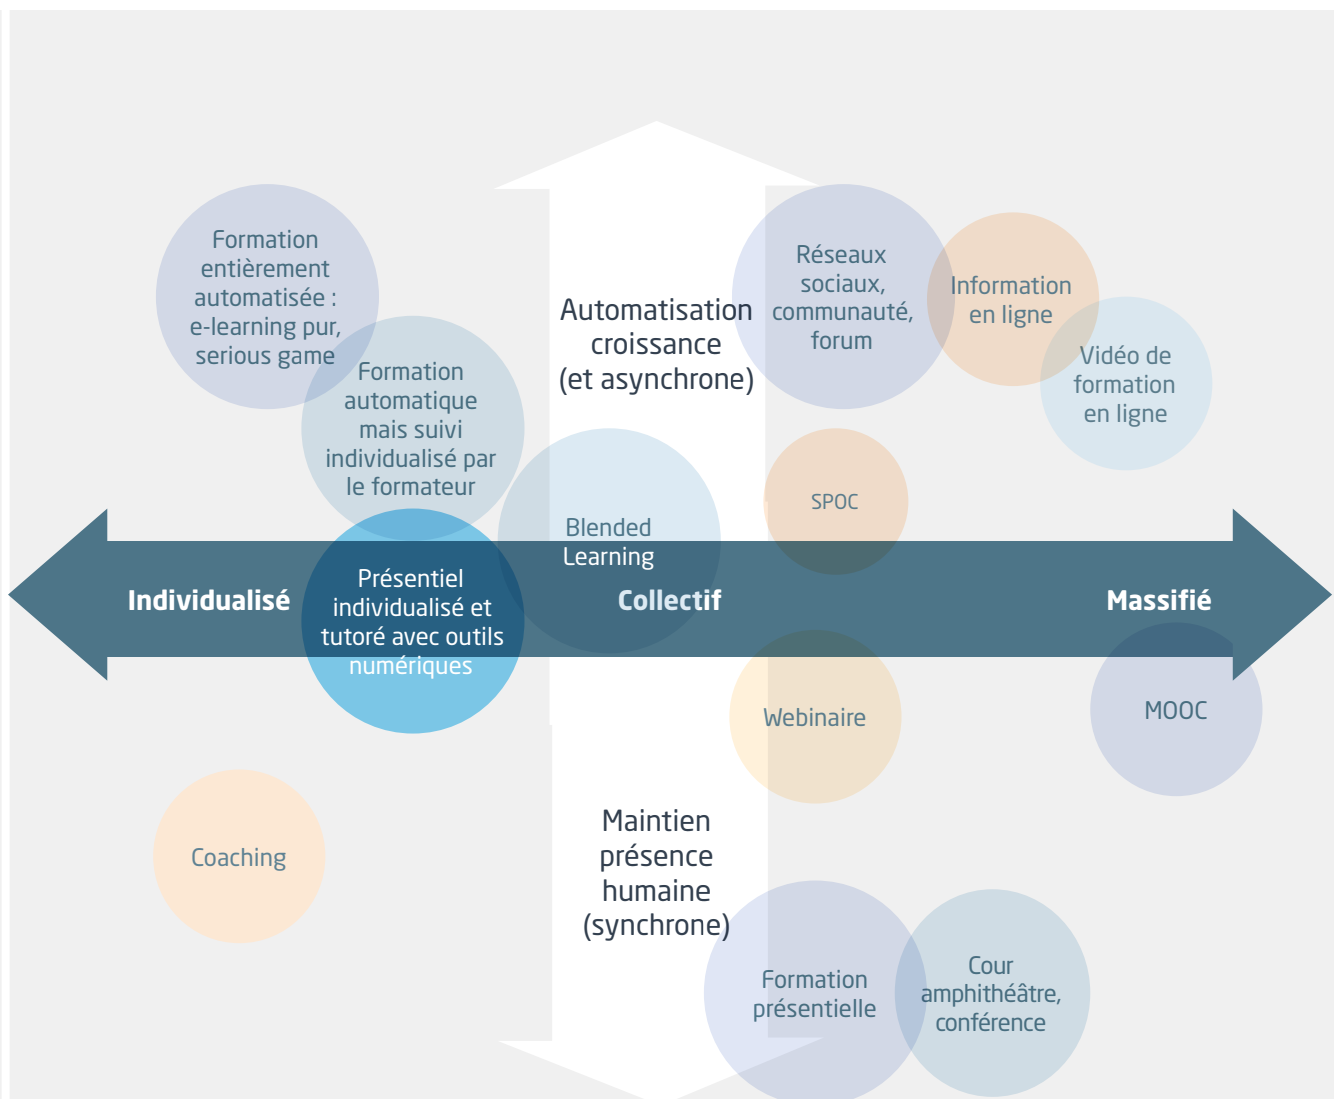 Formation
entièrement
automatisée :
e-learning pur,
serious game
Formation
automatique
mais suivi
individualisé par
le formateur
Automatisation
croissance
(et asynchrone)
Réseaux
sociaux,
communauté,
forum
Information
en ligne
Vidéo de
formation
en ligne
SPOC
Blended
Learning
Individualisé
Présentiel
individualisé et
tutoré avec outils
numériques
Collectif
Massifié
Webinaire
MOOC
Coaching
Maintien
présence
humaine
(synchrone)
Formation
présentielle
Cour
amphithéâtre,
conférence